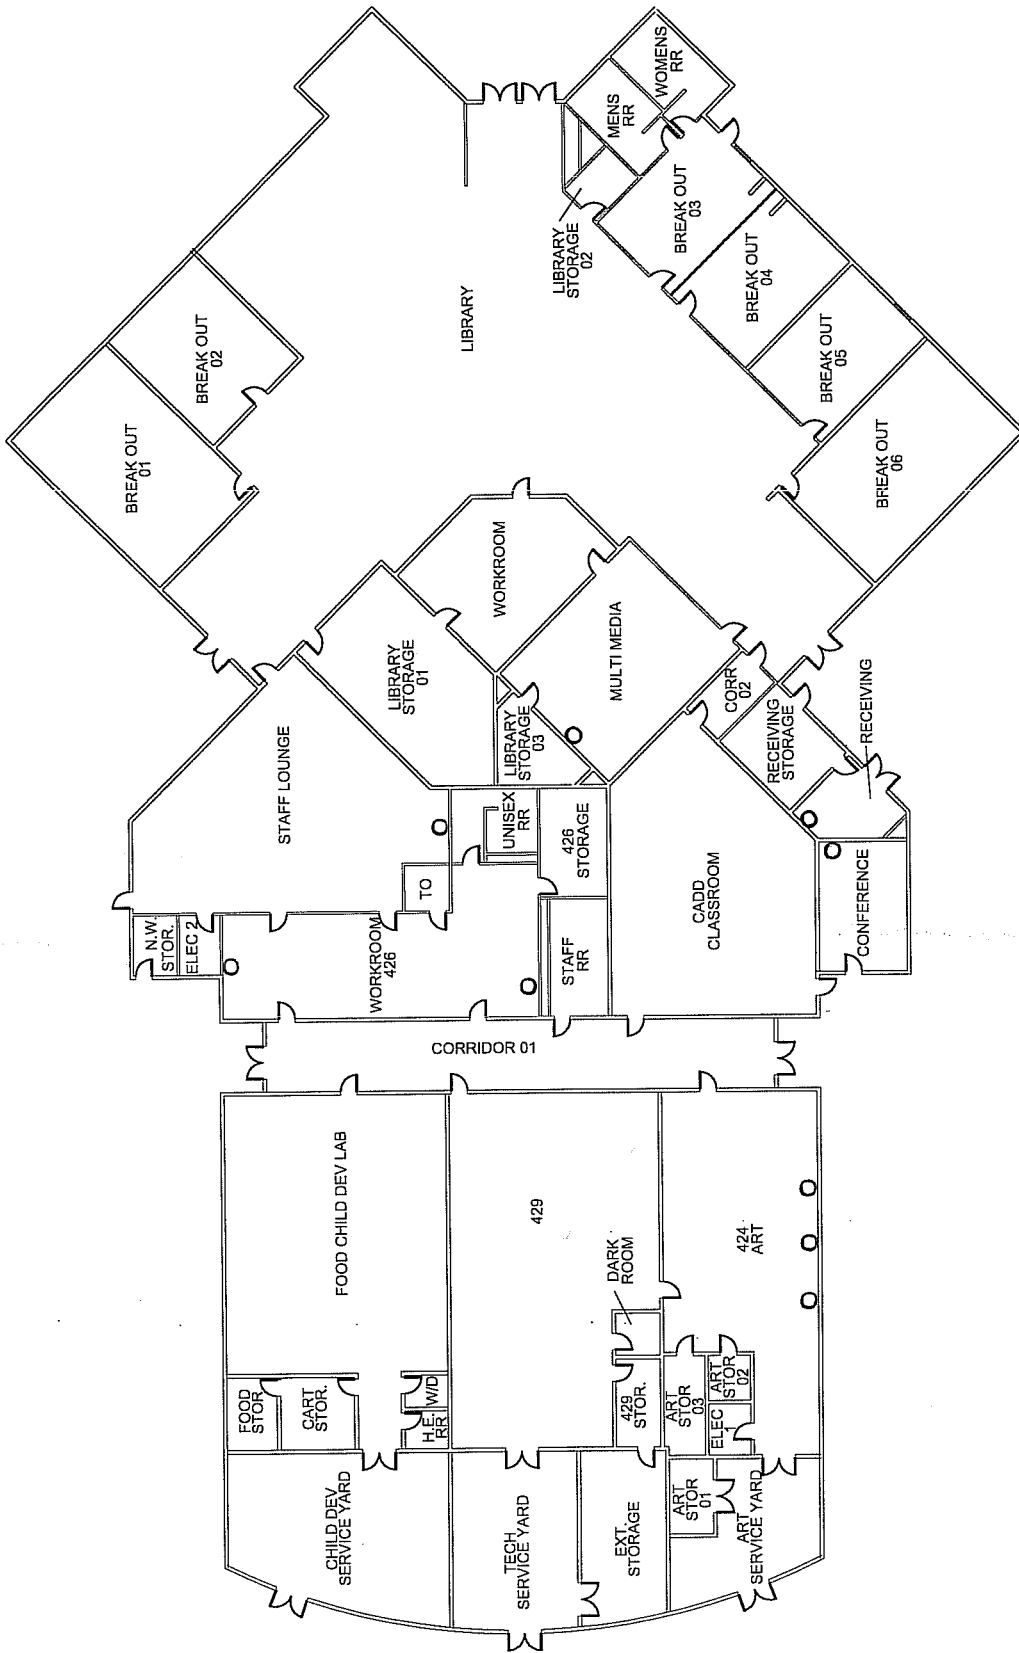 WOMENS
RR
MENS
RR
BREAK OUT
03
LIBRARY
STORAGE
02
BREAK OUT
04
BREAK OUT
05
BREAK OUT
06
LIBRARY
BREAK OUT
02
BREAK OUT
01
WORKROOM
MULTI MEDIA
LIBRARY
STORAGE
01
LIBRARY
STORAGE
03
CORR
02
RECEIVING
STORAGE
RECEIVING
STAFF LOUNGE
UNISEX
RR
426
STORAGE
TO
CADD
CLASSROOM
CONFERENCE
N.W.
STOR.
ELEC 2
WORKROOM
426
STAFF
RR
CORRIDOR 01
FOOD CHILD DEV LAB
429
424
ART
DARK
ROOM
FOOD
STOR.
CART
STOR.
W/D
H.E.
RR
429
STOR.
ART
STOR
03
ART
STOR
02
ELEC
1
CHILD DEV
SERVICE YARD
TECH
SERVICE YARD
EXT.
STORAGE
ART
STOR
01
ART
SERVICE YARD